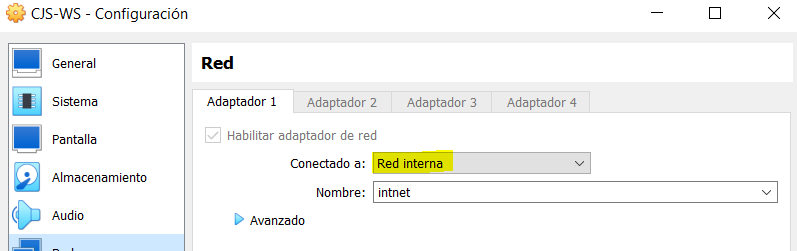 CJS-WS - Configuración
General
Sistema
Pantalla
Almacenamiento
Audio
Red
Adaptador 1 Adaptador 2 Adaptador 3 Adaptador 4
Habilitar adaptador de red
Conectado a: Red interna
Nombre: intnet
Avanzado